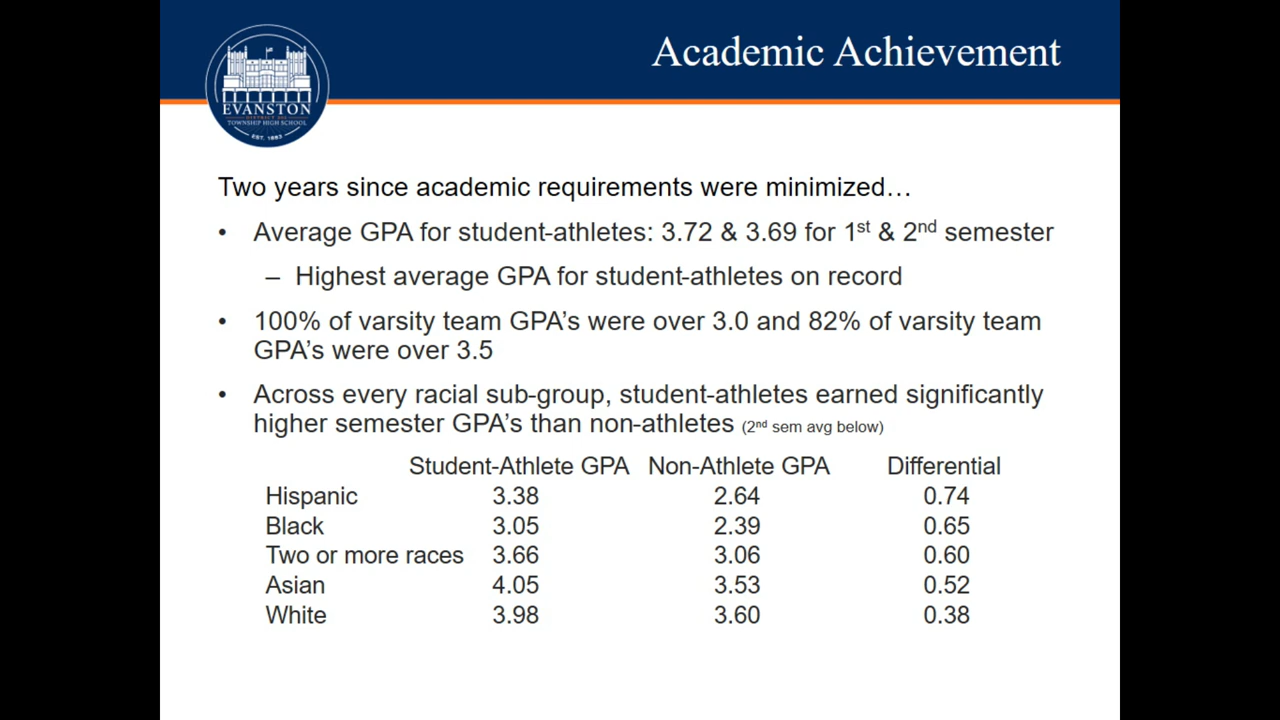 Academic Achievement
EVANSTON
DISTRICT 202
TOWNSHIP HIGH SCHOOL
EST. 1883
Two years since academic requirements were minimized…
• Average GPA for student-athletes: 3.72 & 3.69 for 1st & 2nd semester
– Highest average GPA for student-athletes on record
• 100% of varsity team GPA's were over 3.0 and 82% of varsity team
GPA's were over 3.5
• Across every racial sub-group, student-athletes earned significantly
higher semester GPA's than non-athletes (2nd sem avg below)
Student-Athlete GPA Non-Athlete GPA Differential
Hispanic 3.38 2.64 0.74
Black 3.05 2.39 0.65
Two or more races 3.66 3.06 0.60
Asian 4.05 3.53 0.52
White 3.98 3.60 0.38